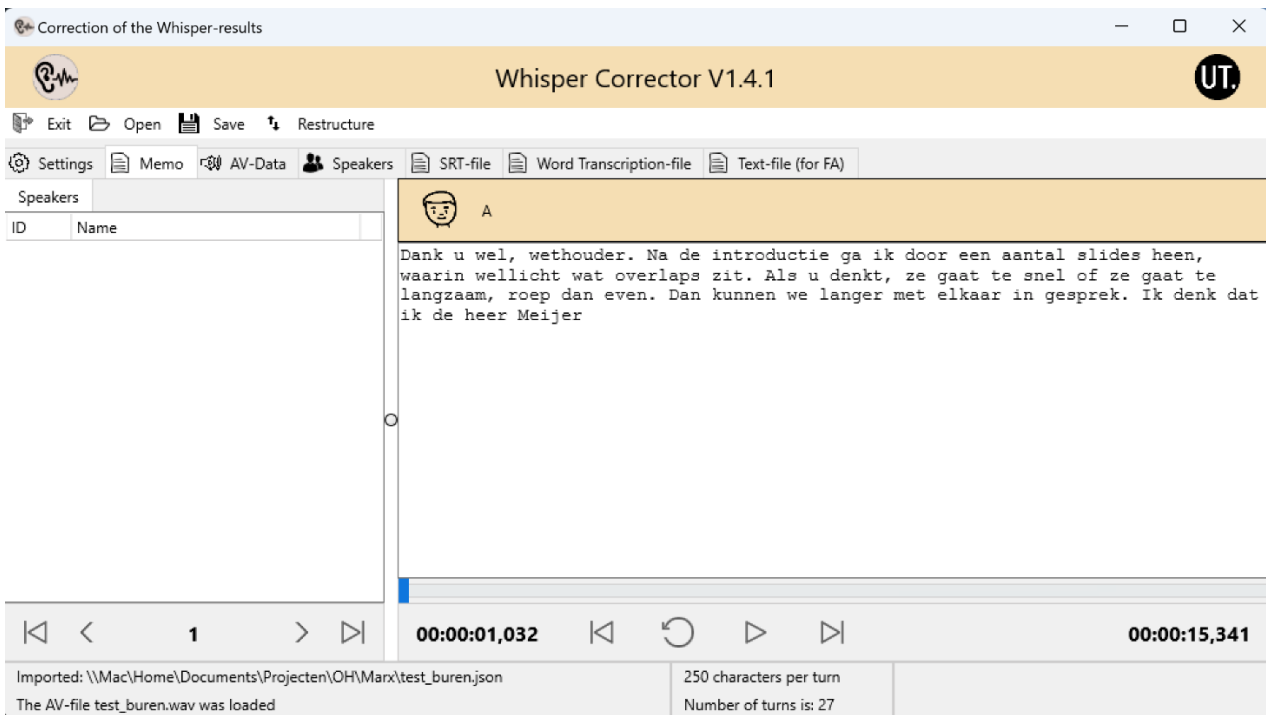 Correction of the Whisper-results
Whisper Corrector V1.4.1
UT.
Exit Open Save Restructure
Settings Memo AV-Data Speakers SRT-file Word Transcription-file Text-file (for FA)
Speakers
ID Name
A
Dank u wel, wethouder. Na de introductie ga ik door een aantal slides heen,
waarin wellicht wat overlaps zit. Als u denkt, ze gaat te snel of ze gaat te
langzaam, roep dan even. Dan kunnen we langer met elkaar in gesprek. Ik denk dat
ik de heer Meijer
1
00:00:01,032
00:00:15,341
Imported: \\Mac\Home\Documents\Projecten\OH\Marx\test_buren.json
250 characters per turn
The AV-file test_buren.wav was loaded
Number of turns is: 27